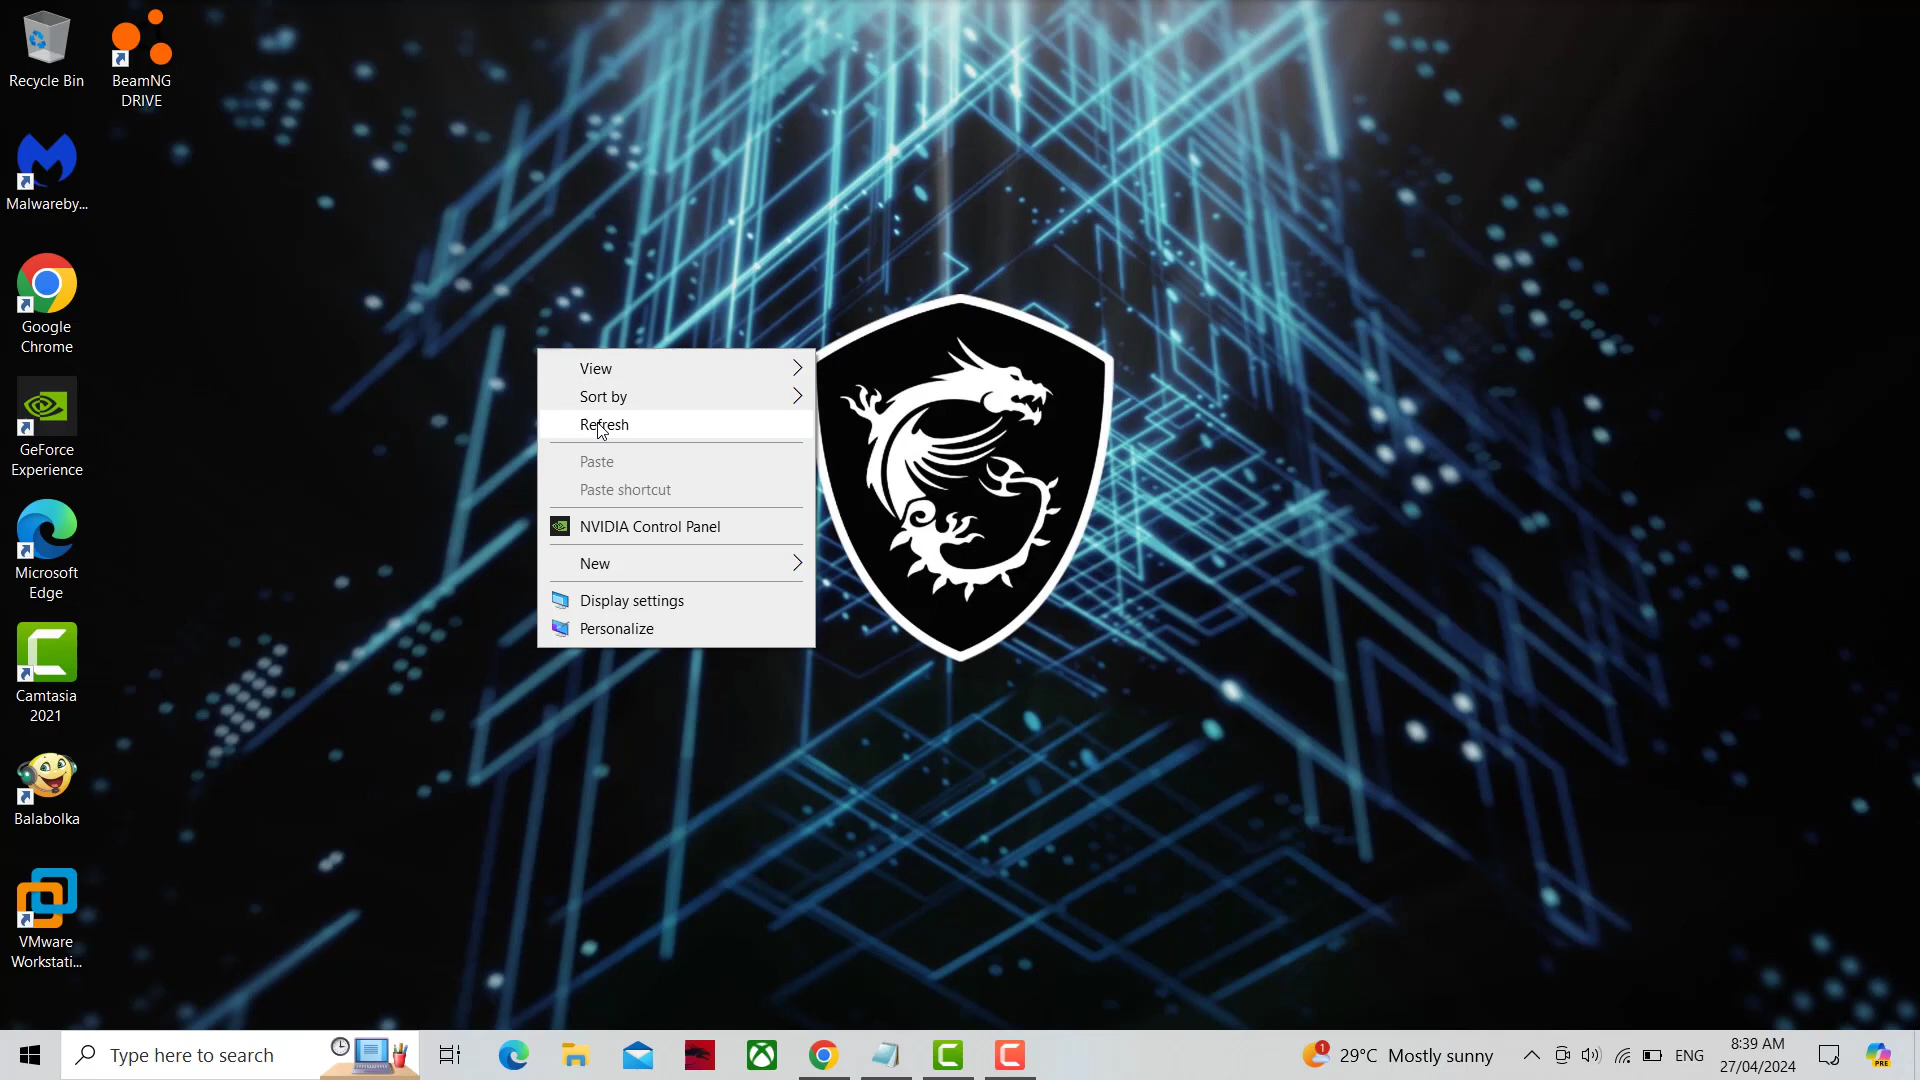 Recycle Bin
BeamNG
DRIVE
Malwareby...
Google
Chrome
GeForce
Experience
Microsoft
Edge
Camtasia
2021
Balabolka
VMware
Workstati...
View
Sort by
Refresh
Paste
Paste shortcut
NVIDIA Control Panel
New
Display settings
Personalize
Type here to search
1
29°C Mostly sunny
ENG
8:39 AM
27/04/2024
PRE